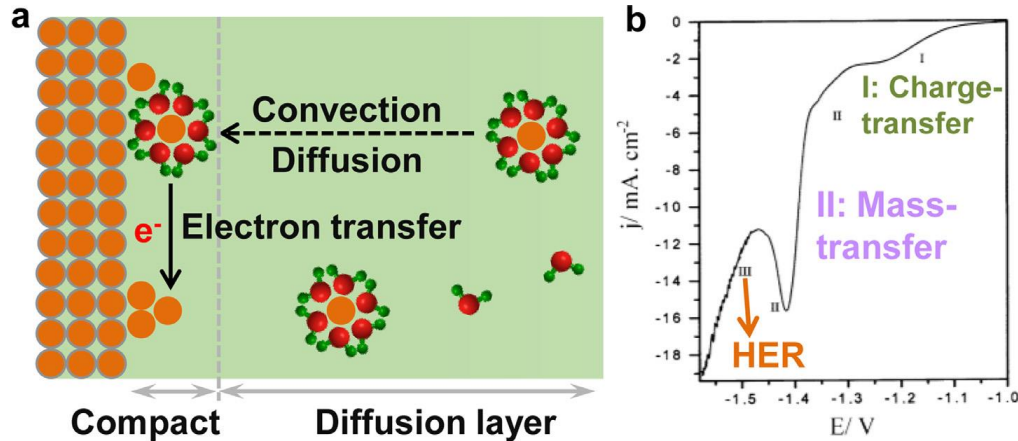 a
Convection
Diffusion
e⁻ Electron transfer
Compact
Diffusion layer
b
0
-2
-4
-6
-8
-10
-12
-14
-16
-18
j/ mA. cm⁻²
I
I: Charge-
transfer
II
II: Mass-
transfer
III
II
HER
-1.5
-1.4
-1.3
-1.2
-1.1
-1.0
E/ V